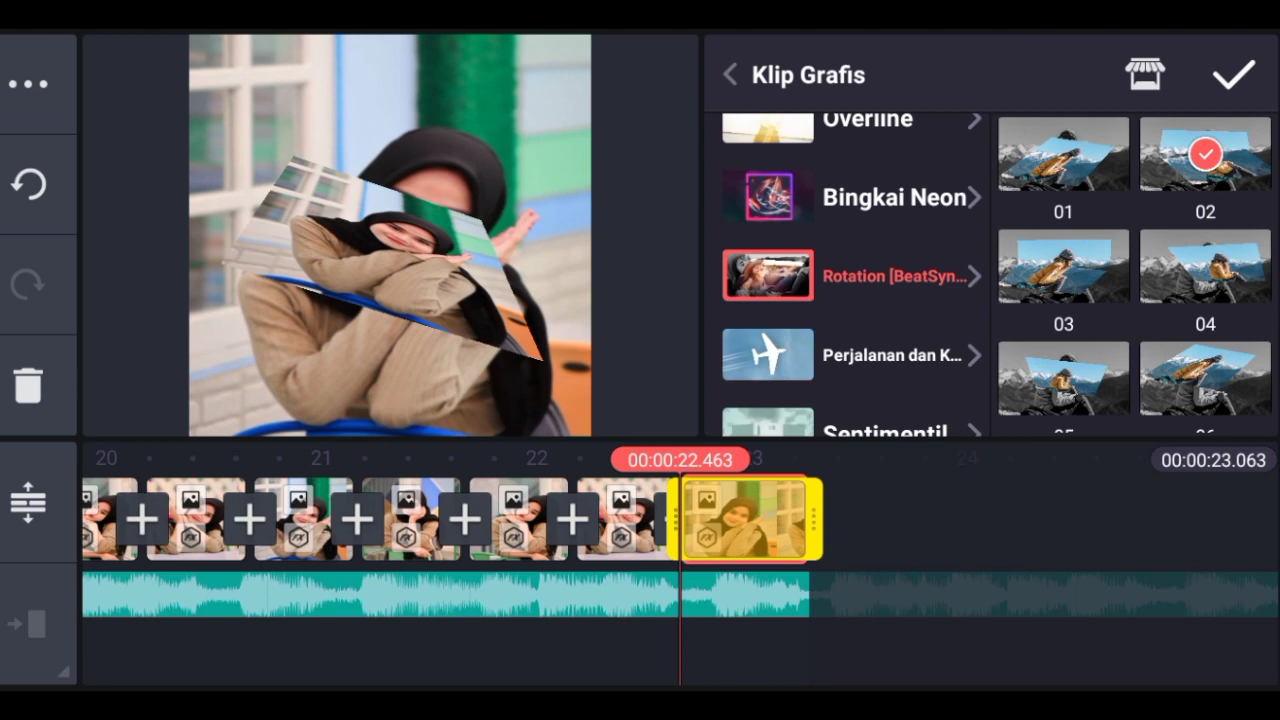 Klip Grafis
Overline
Bingkai Neon
Rotation [BeatSyn...
Perjalanan dan K...
Sentimentil
01
02
03
04
20
21
22
00:00:22.463
3
24
00:00:23.063